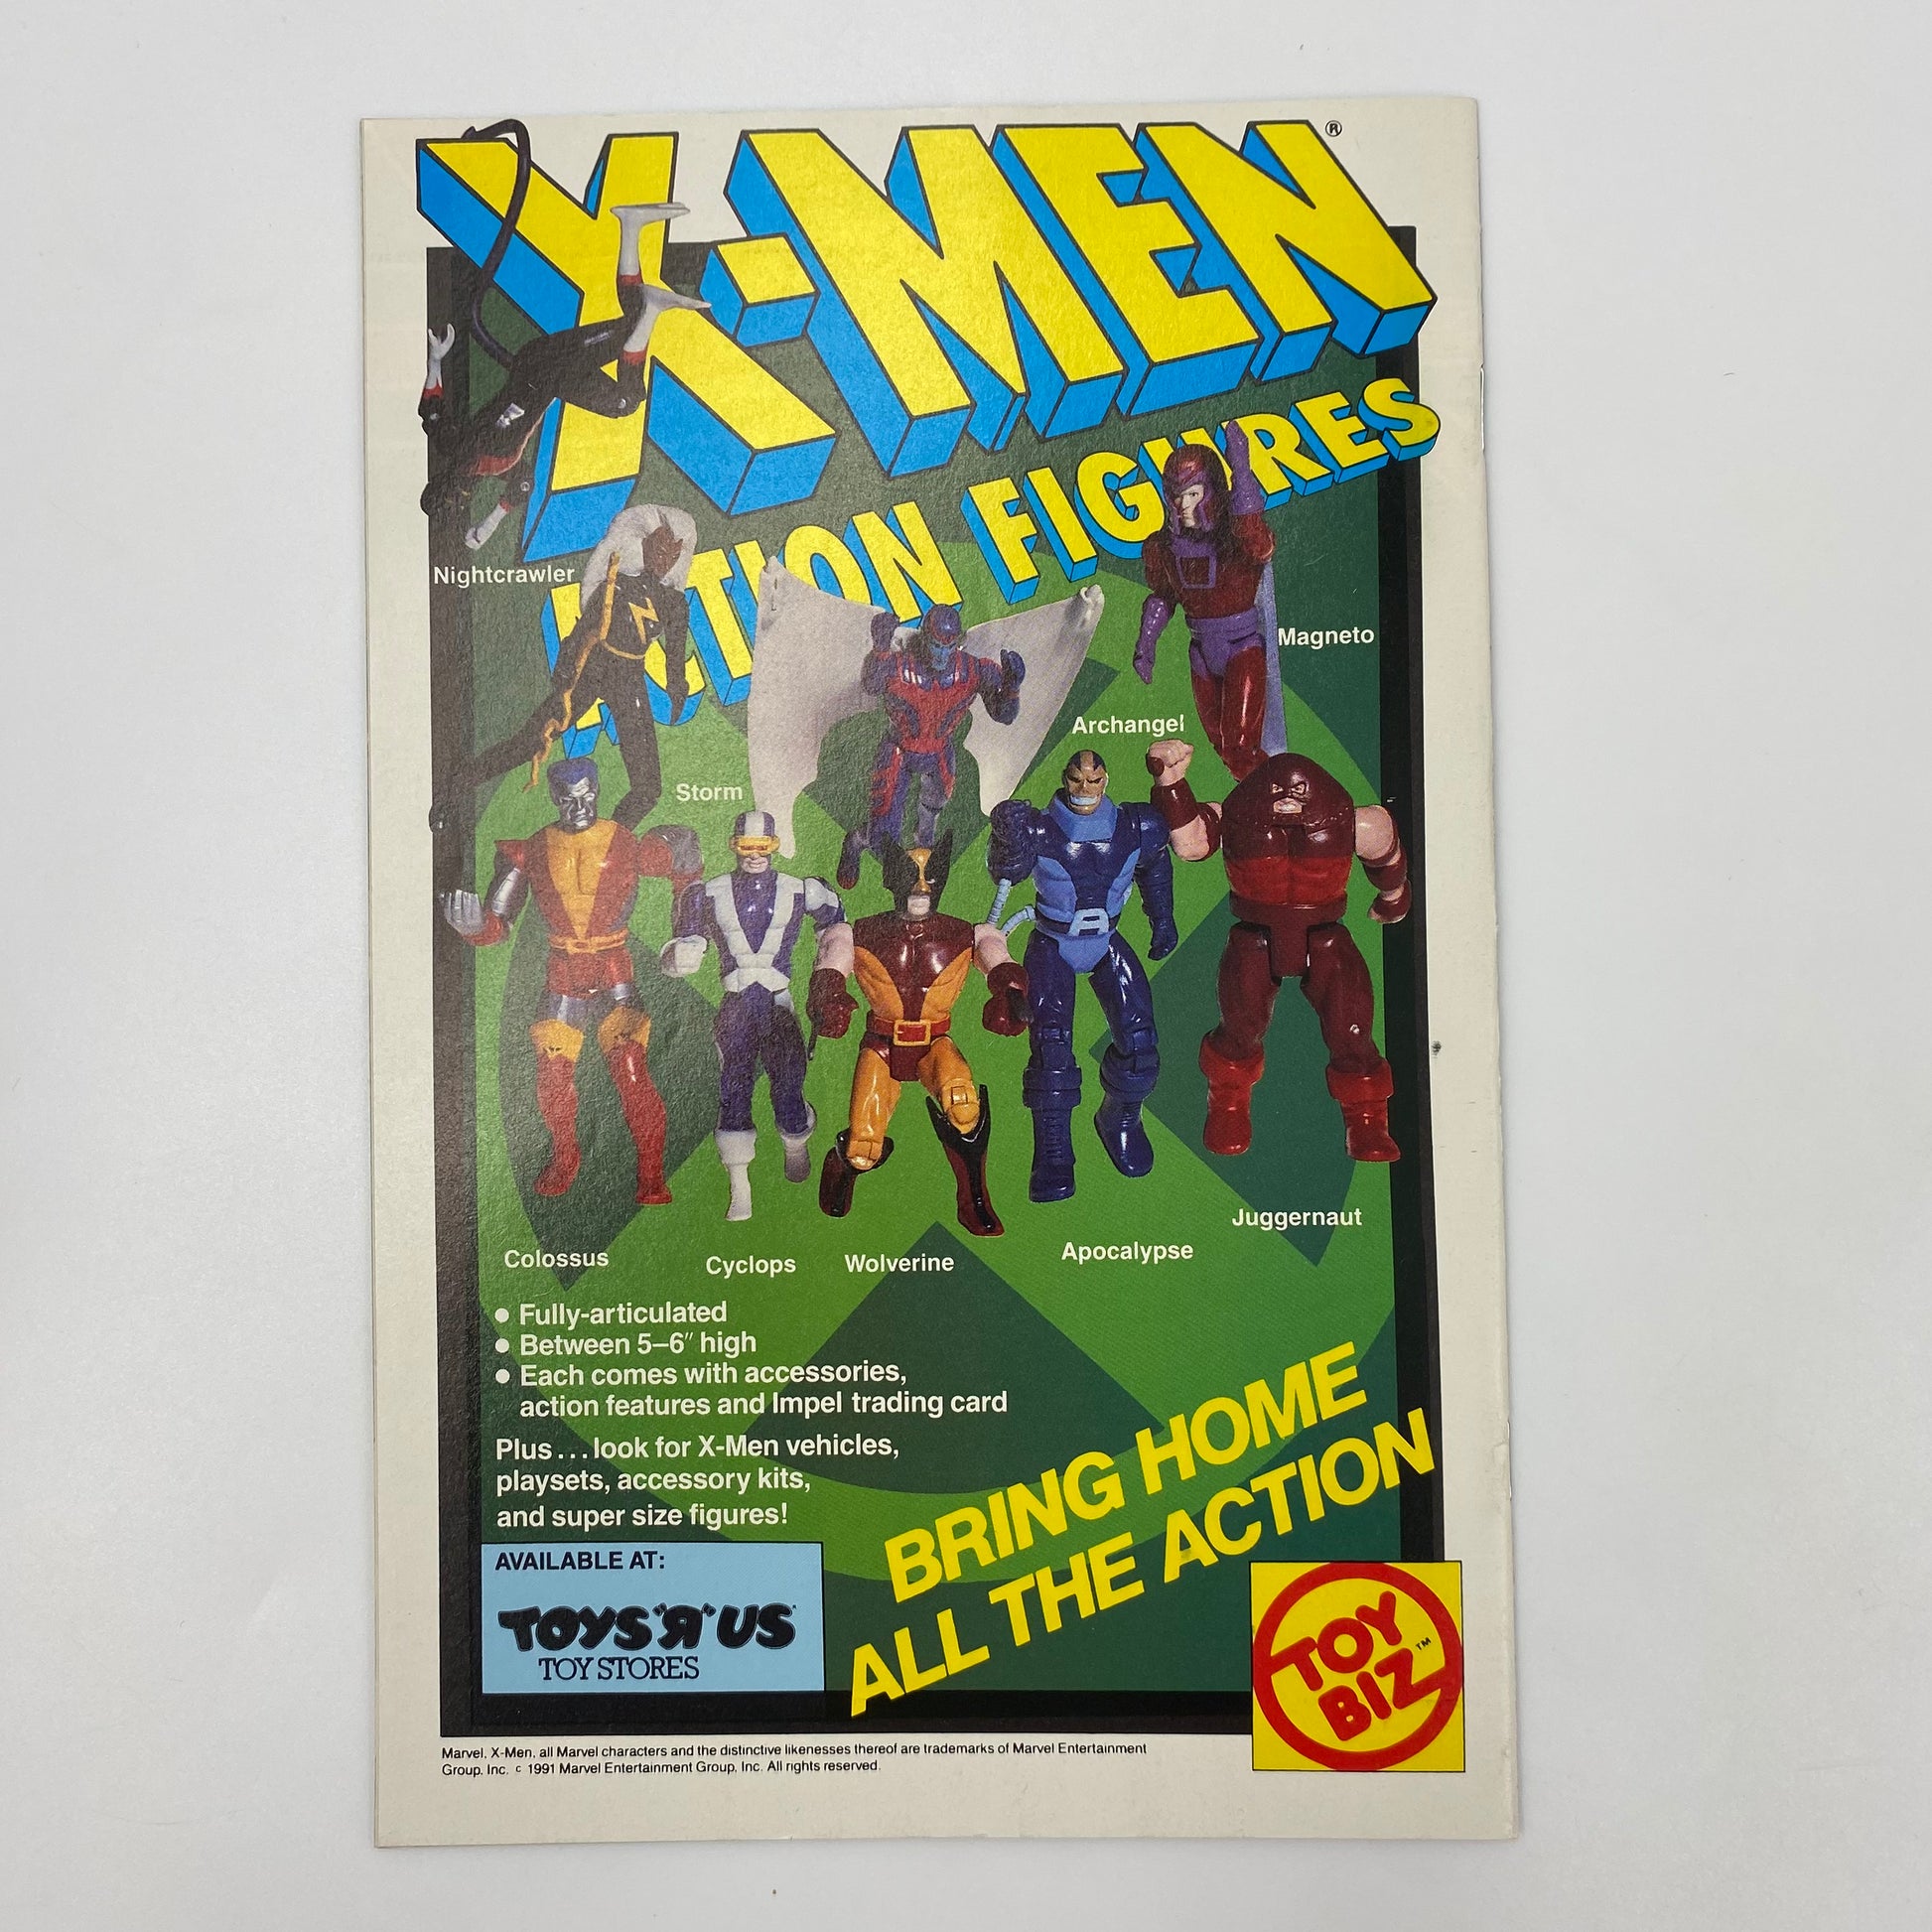 X-MEN®
ACTION FIGURES
Nightcrawler
Magneto
Archangel
Storm
Juggernaut
Apocalypse
Colossus
Cyclops
Wolverine
● Fully-articulated
● Between 5–6″ high
● Each comes with accessories,
action features and Impel trading card
Plus...look for X-Men vehicles,
playsets, accessory kits,
and super size figures!
BRING HOME
ALL THE ACTION
AVAILABLE AT:
TOYS"R"US
TOY STORES
TOY
BIZ™
Marvel, X-Men, all Marvel characters and the distinctive likenesses thereof are trademarks of Marvel Entertainment
Group, Inc. c 1991 Marvel Entertainment Group, Inc. All rights reserved.